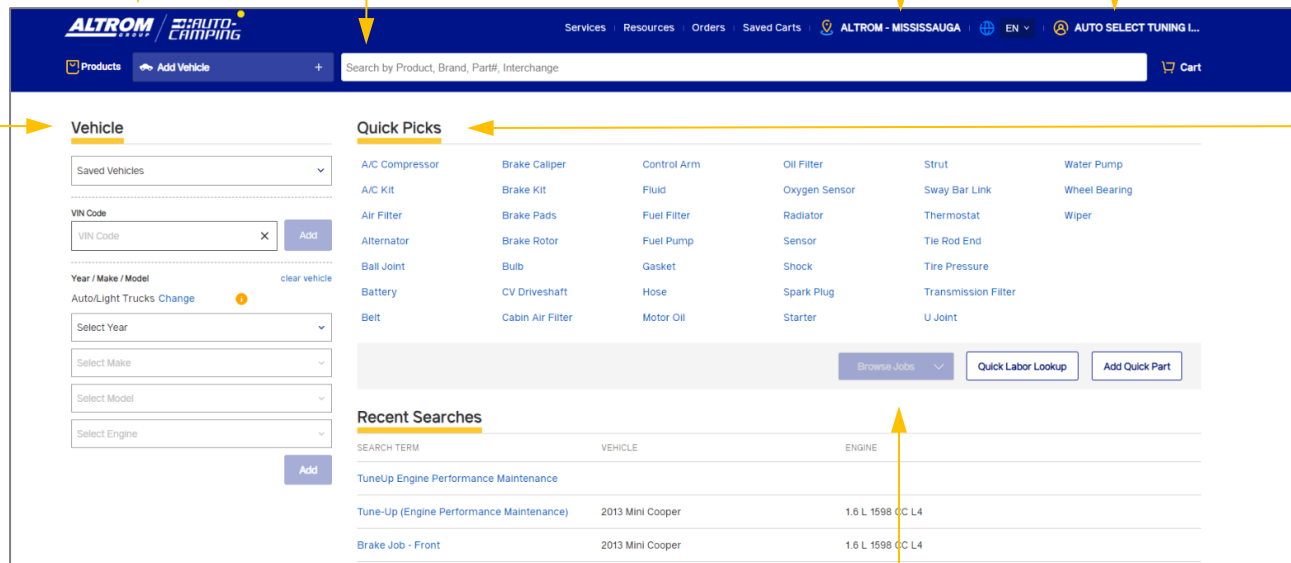 ALTROM GROUP / AUTO-CAMPING
Services Resources Orders Saved Carts ALTROM - MISSISSAUGA EN AUTO SELECT TUNING I...
Products Add Vehicle + Search by Product, Brand, Part#, Interchange Cart
Vehicle
Saved Vehicles
VIN Code
VIN Code X Add
Year / Make / Model clear vehicle
Auto/Light Trucks Change i
Select Year
Select Make
Select Model
Select Engine
Add
Quick Picks
A/C Compressor Brake Caliper Control Arm Oil Filter Strut Water Pump
A/C Kit Brake Kit Fluid Oxygen Sensor Sway Bar Link Wheel Bearing
Air Filter Brake Pads Fuel Filter Radiator Thermostat Wiper
Alternator Brake Rotor Fuel Pump Sensor Tie Rod End
Ball Joint Bulb Gasket Shock Tire Pressure
Battery CV Driveshaft Hose Spark Plug Transmission Filter
Belt Cabin Air Filter Motor Oil Starter U Joint
Browse Jobs Quick Labor Lookup Add Quick Part
Recent Searches
SEARCH TERM VEHICLE ENGINE
TuneUp Engine Performance Maintenance
Tune-Up (Engine Performance Maintenance) 2013 Mini Cooper 1.6 L 1598 CC L4
Brake Job - Front 2013 Mini Cooper 1.6 L 1598 CC L4